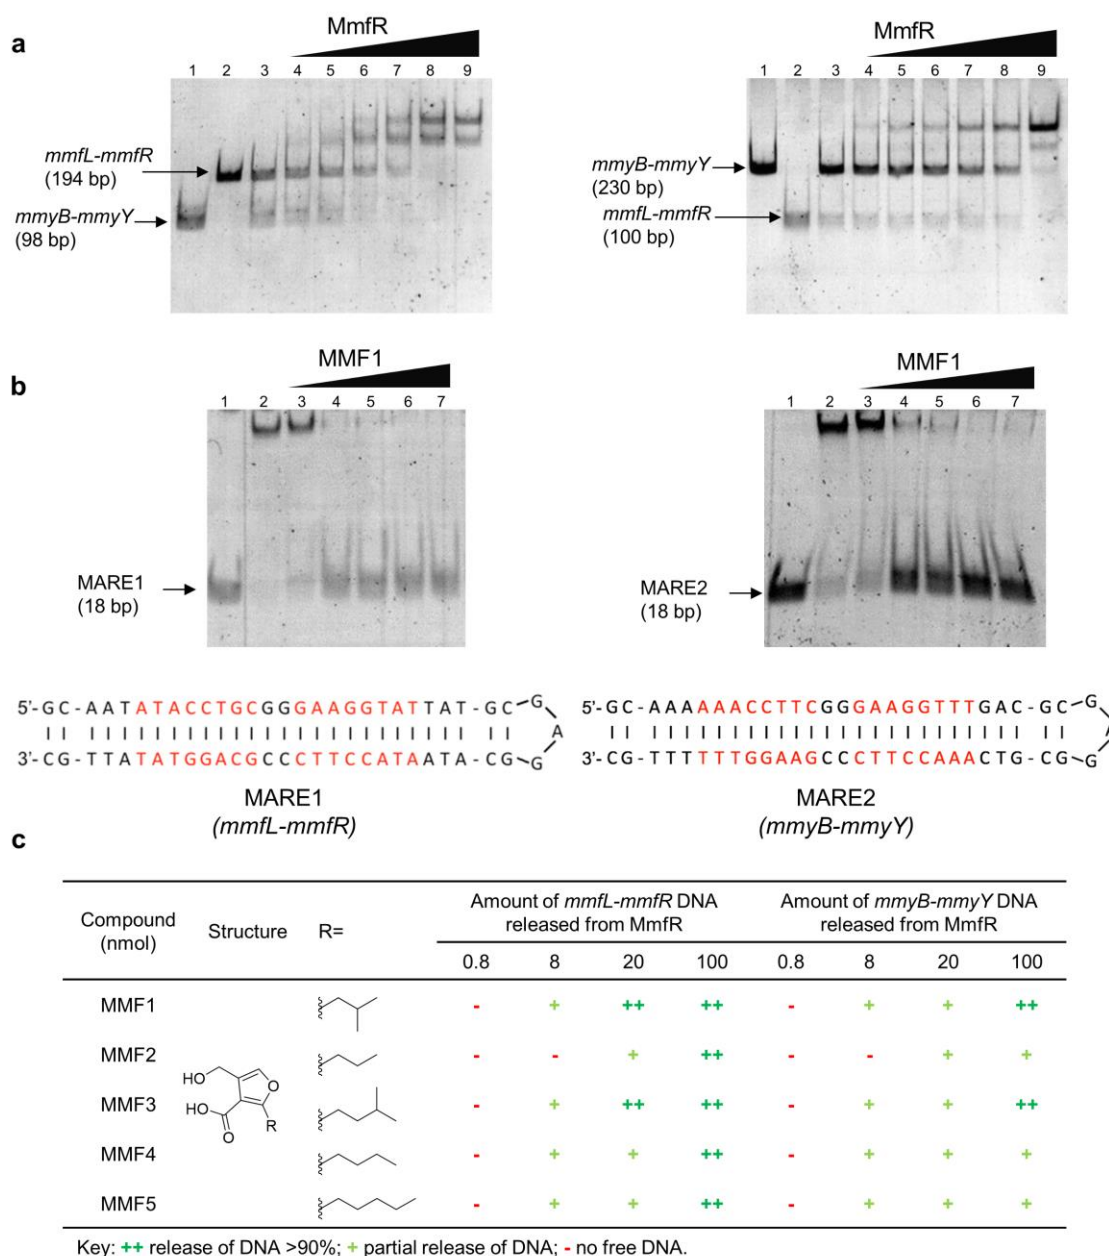 a
MmfR
1 2 3 4 5 6 7 8 9
mmfL-mmfR
(194 bp)
mmyB-mmyY
(98 bp)
MmfR
1 2 3 4 5 6 7 8 9
mmyB-mmyY
(230 bp)
mmfL-mmfR
(100 bp)
b
MMF1
1 2 3 4 5 6 7
MARE1
(18 bp)
MMF1
1 2 3 4 5 6 7
MARE2
(18 bp)
5'-GC-AATATACCTGCGGGAAGGTATTAT-GC
G
A
G
3'-CG-TTATATGGACGCCCTTCCATAATA-CG
MARE1
(mmfL-mmfR)
5'-GC-AAAAAACCTTCGGGAAGGTTTGAC-GC
G
A
G
3'-CG-TTTTTTGGAAGCCCTTCCAAACTG-CG
MARE2
(mmyB-mmyY)
c
Compound (nmol) Structure R= Amount of mmfL-mmfR DNA released from MmfR Amount of mmyB-mmyY DNA released from MmfR
0.8 8 20 100 0.8 8 20 100
MMF1 - + ++ ++ - + + ++
MMF2 - - + ++ - - + +
MMF3 - + ++ ++ - + + ++
MMF4 - + + ++ - + + +
MMF5 - + + ++ - + + +
HO
O
HO
O
R
Key: ++ release of DNA >90%; + partial release of DNA; - no free DNA.